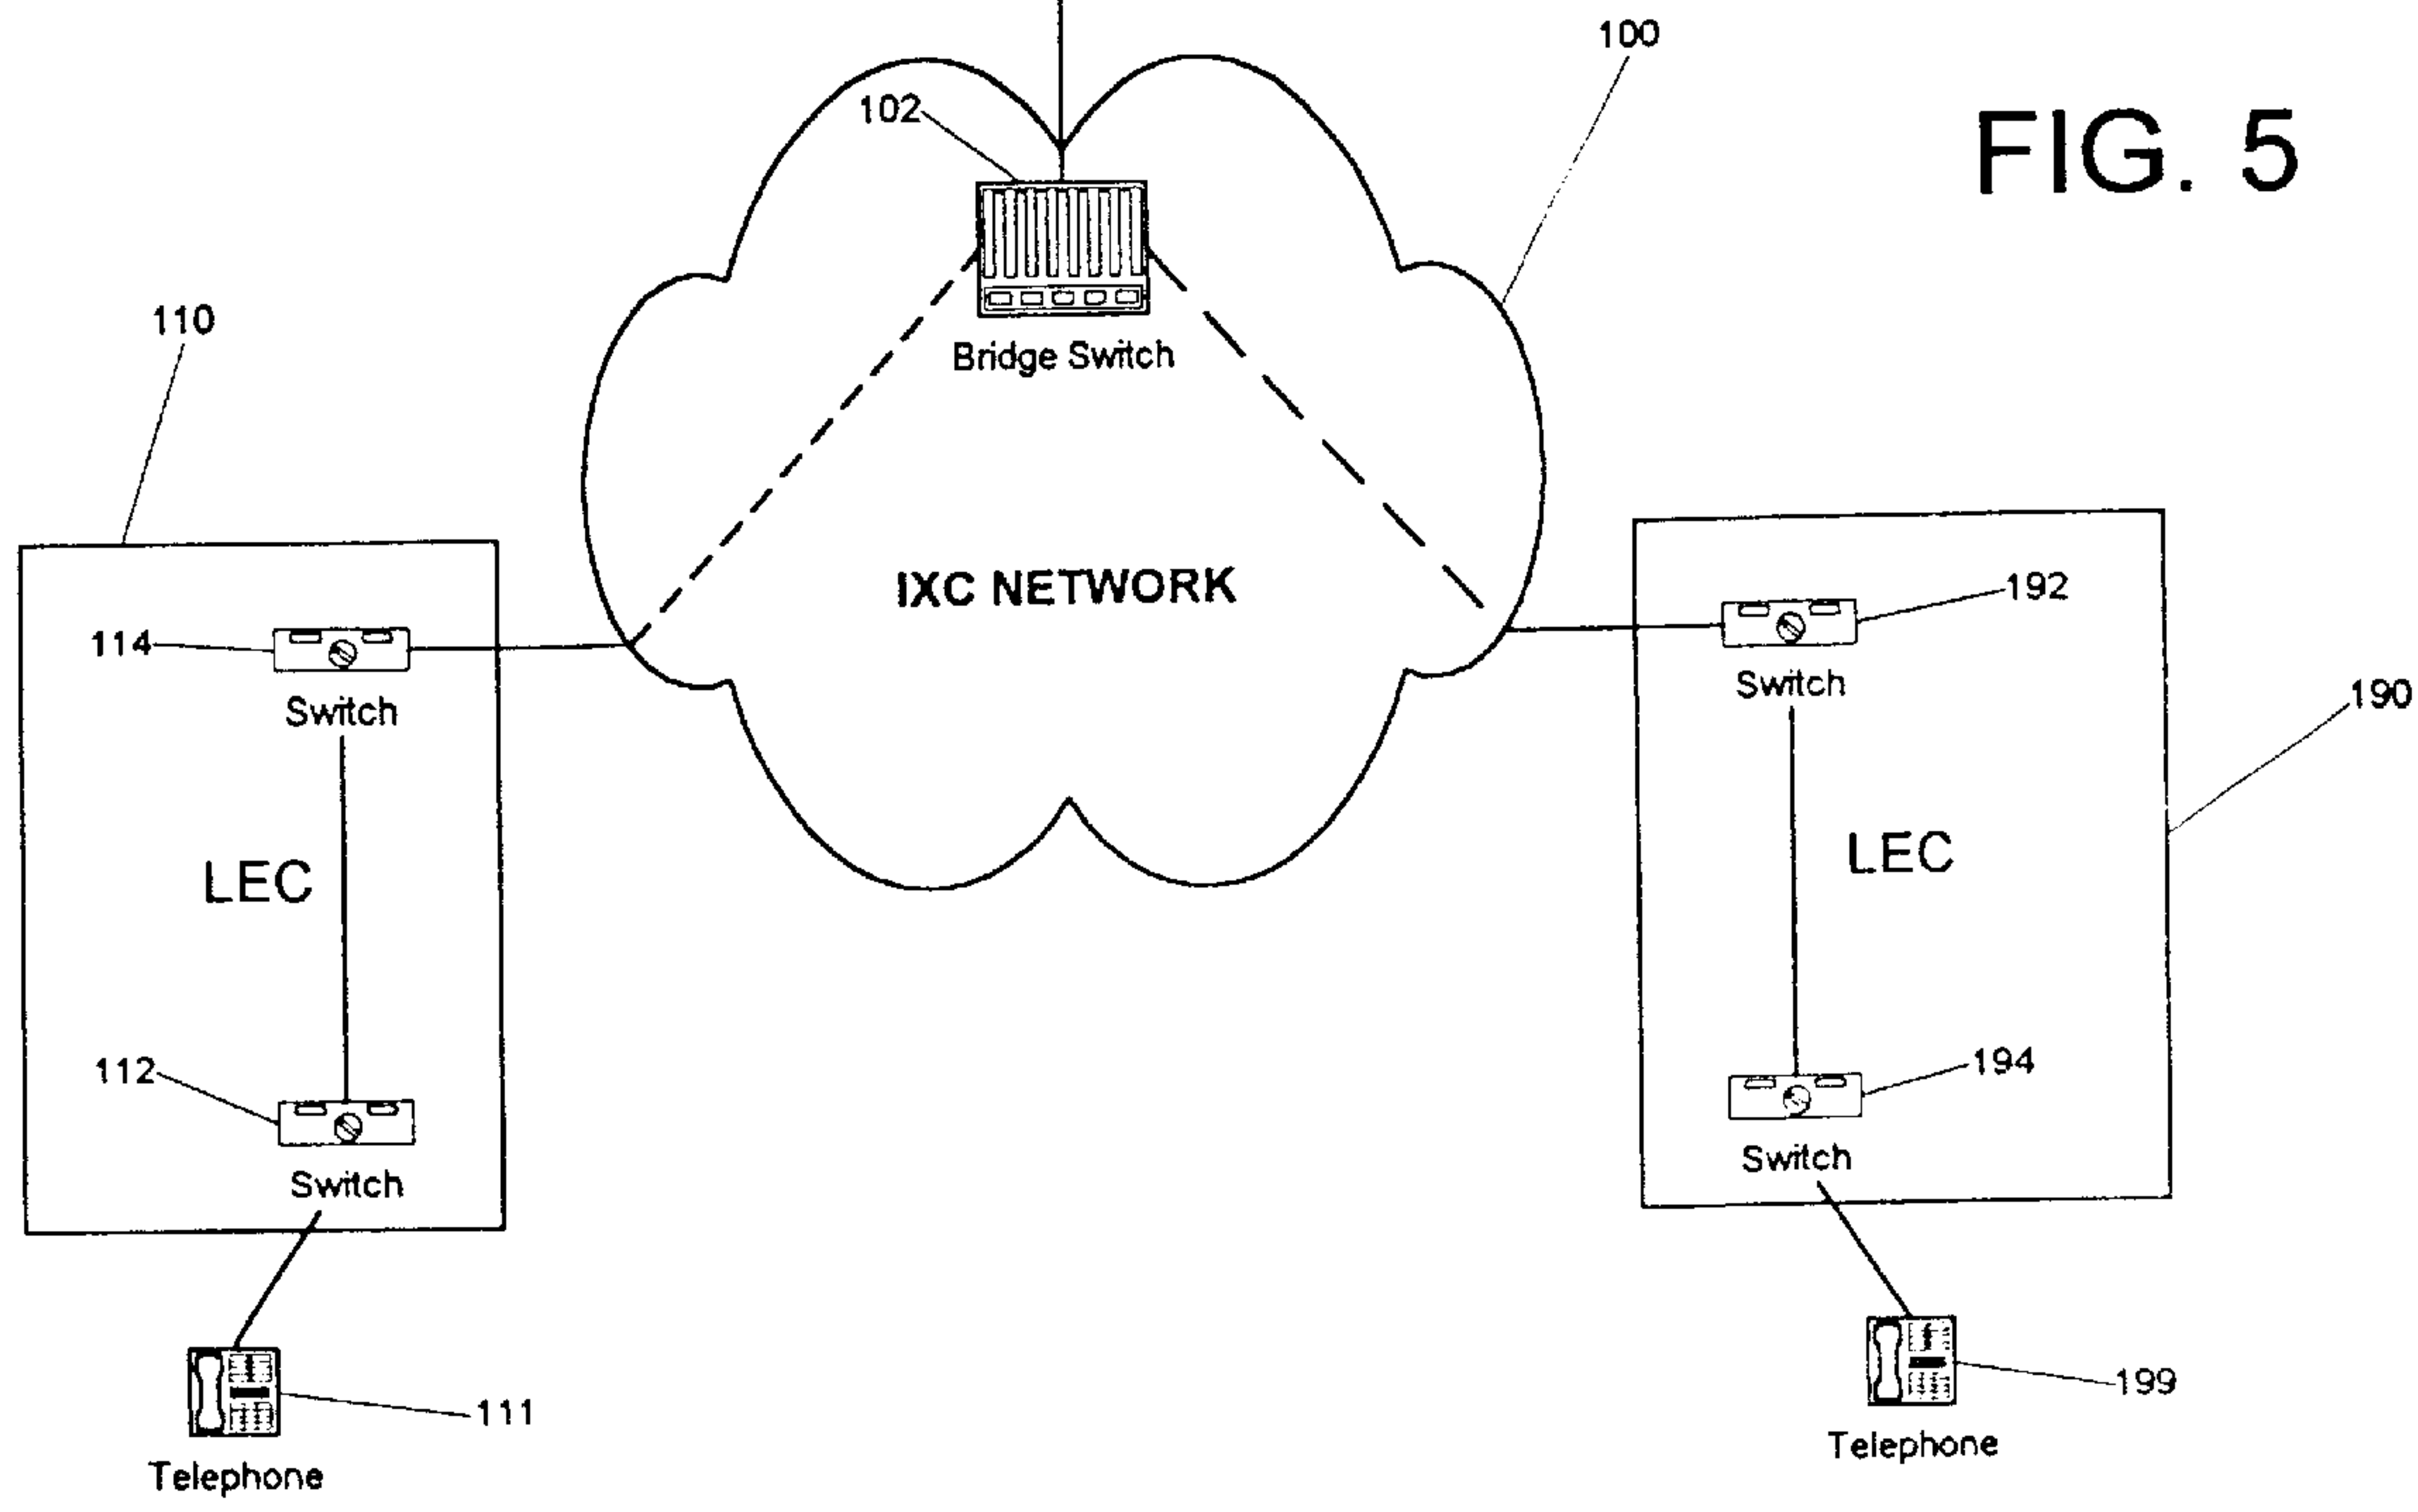 100
102
FIG. 5
Bridge Switch
110
IXC NETWORK
192
114
Switch
Switch
190
LEC
LEC
112
194
Switch
Switch
111
199
Telephone
Telephone